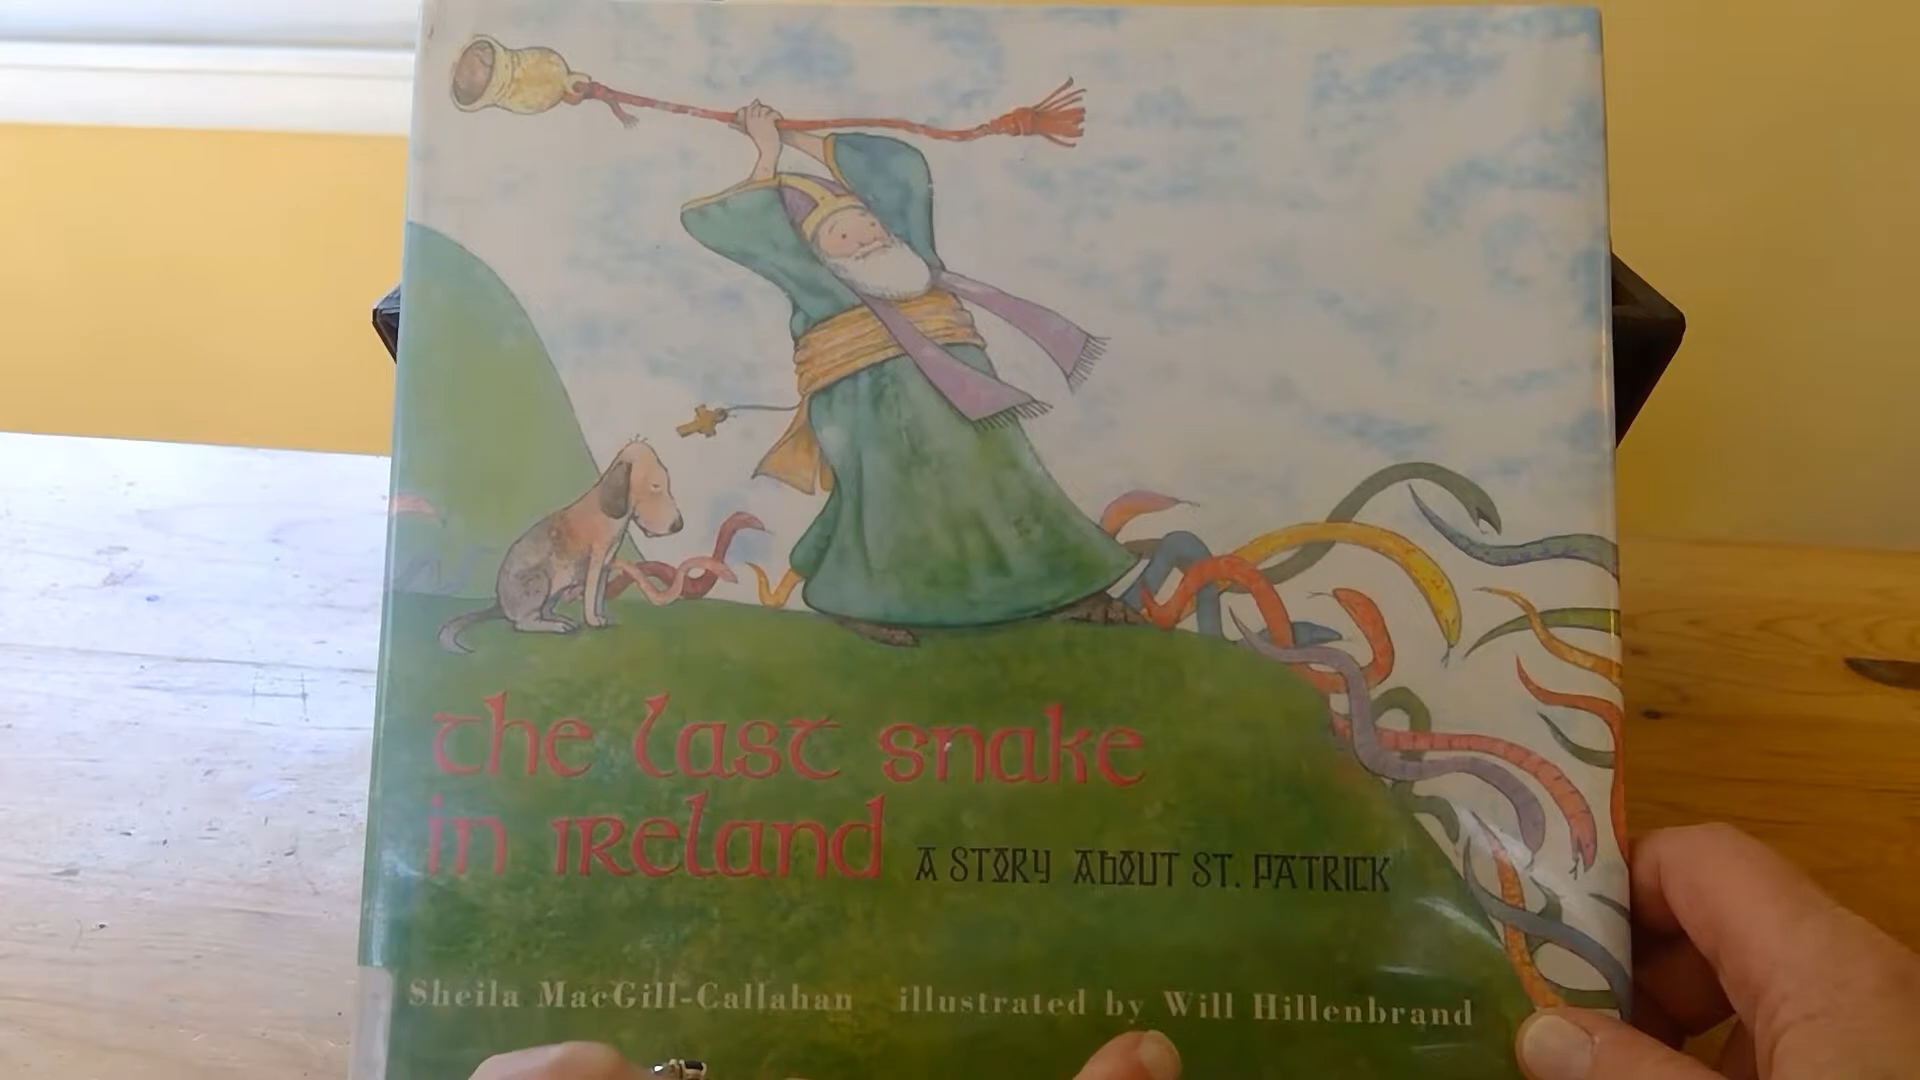 the last snake
in ireland A STORY ABOUT ST. PATRICK
Sheila MacGill-Callahan illustrated by Will Hillenbrand